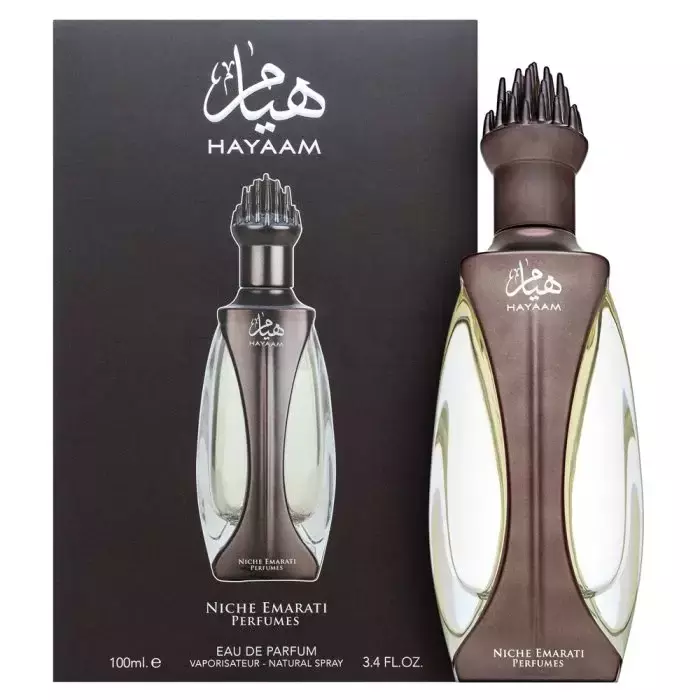 هيام
HAYAAM
هيام
HAYAAM
NICHE EMARATI
PERFUMES
NICHE EMARATI
PERFUMES
EAU DE PARFUM
100ml. e VAPORISATEUR - NATURAL SPRAY 3.4 FL.OZ.
هيام
HAYAAM
NICHE EMARATI
PERFUMES